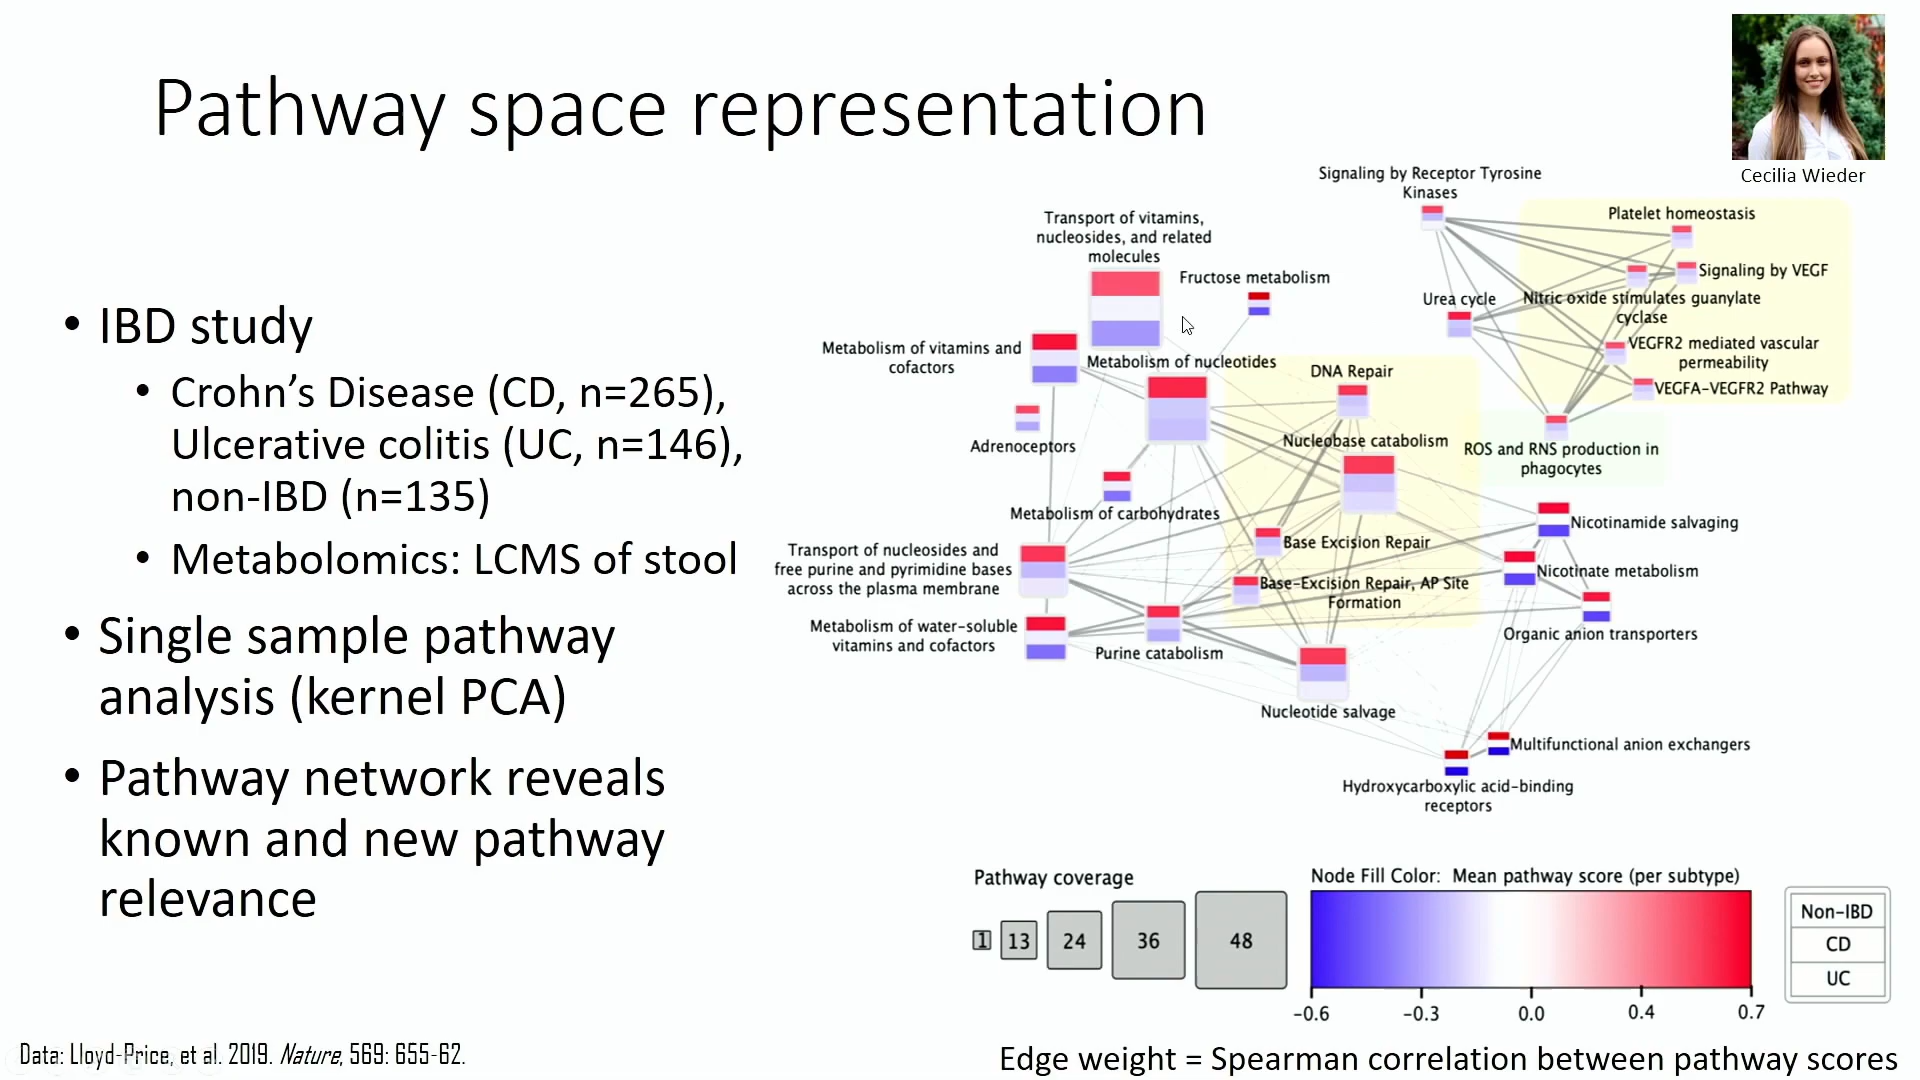 Pathway space representation
Cecilia Wieder
• IBD study
• Crohn’s Disease (CD, n=265),
Ulcerative colitis (UC, n=146),
non-IBD (n=135)
• Metabolomics: LCMS of stool
• Single sample pathway
analysis (kernel PCA)
• Pathway network reveals
known and new pathway
relevance
Signaling by Receptor Tyrosine
Kinases
Transport of vitamins,
nucleosides, and related
molecules
Platelet homeostasis
Fructose metabolism
Signaling by VEGF
Urea cycle
Nitric oxide stimulates guanylate
cyclase
Metabolism of vitamins and
cofactors
Metabolism of nucleotides
VEGFR2 mediated vascular
permeability
DNA Repair
VEGFA-VEGFR2 Pathway
Adrenoceptors
Nucleobase catabolism
ROS and RNS production in
phagocytes
Metabolism of carbohydrates
Nicotinamide salvaging
Base Excision Repair
Transport of nucleosides and
free purine and pyrimidine bases
across the plasma membrane
Nicotinate metabolism
Base-Excision Repair, AP Site
Formation
Metabolism of water-soluble
vitamins and cofactors
Purine catabolism
Organic anion transporters
Nucleotide salvage
Multifunctional anion exchangers
Hydroxycarboxylic acid-binding
receptors
Pathway coverage
1 13 24 36 48
Node Fill Color: Mean pathway score (per subtype)
-0.6 -0.3 0.0 0.4 0.7
Non-IBD
CD
UC
Data: Lloyd-Price, et al. 2019. Nature, 569: 655-62.
Edge weight = Spearman correlation between pathway scores